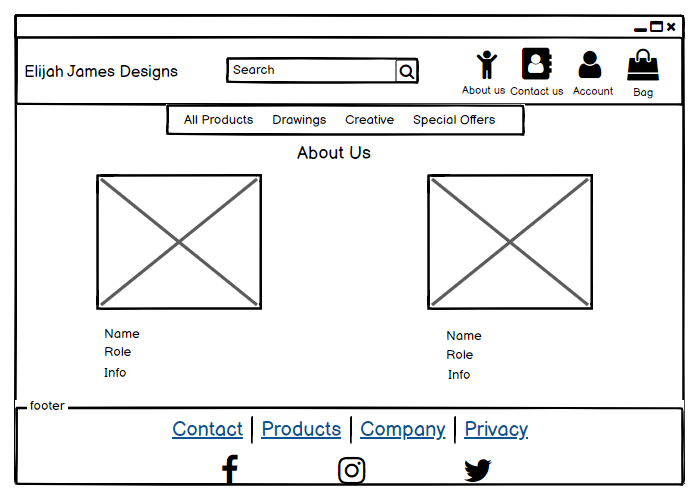 Elijah James Designs
Search
About us
Contact us
Account
Bag
All Products Drawings Creative Special Offers
About Us
Name
Role
Info
Name
Role
Info
footer
Contact Products Company Privacy